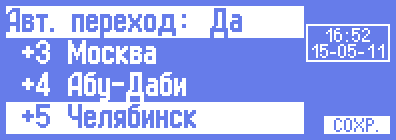 Авт. переход: Да
+3 Москва
+4 Абу-Даби
+5 Челябинск
16:52
15-05-11
СОХР.